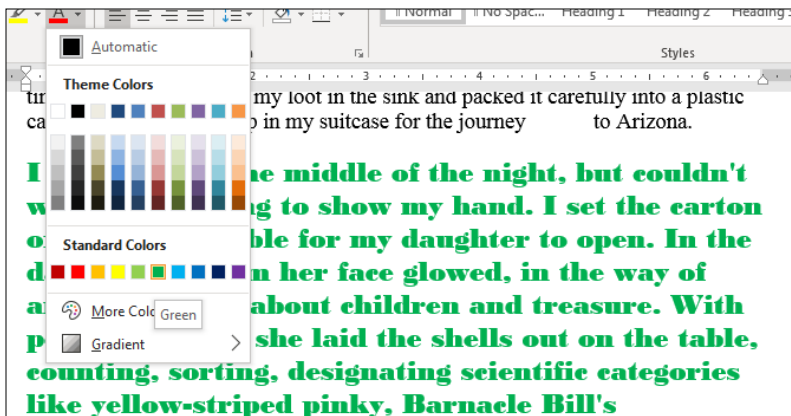 Normal No Spac... Heading 1 Heading 2 Heading
Automatic
Styles
Theme Colors
2 3 4 5 6
my loot in the sink and packed it carefully into a plastic
in my suitcase for the journey to Arizona.
I middle of the night, but couldn't
to show my hand. I set the carton
for my daughter to open. In the
her face glowed, in the way of
about children and treasure. With
she laid the shells out on the table,
counting, sorting, designating scientific categories
like yellow-striped pinky, Barnacle Bill's
Standard Colors
More
Green
Gradient